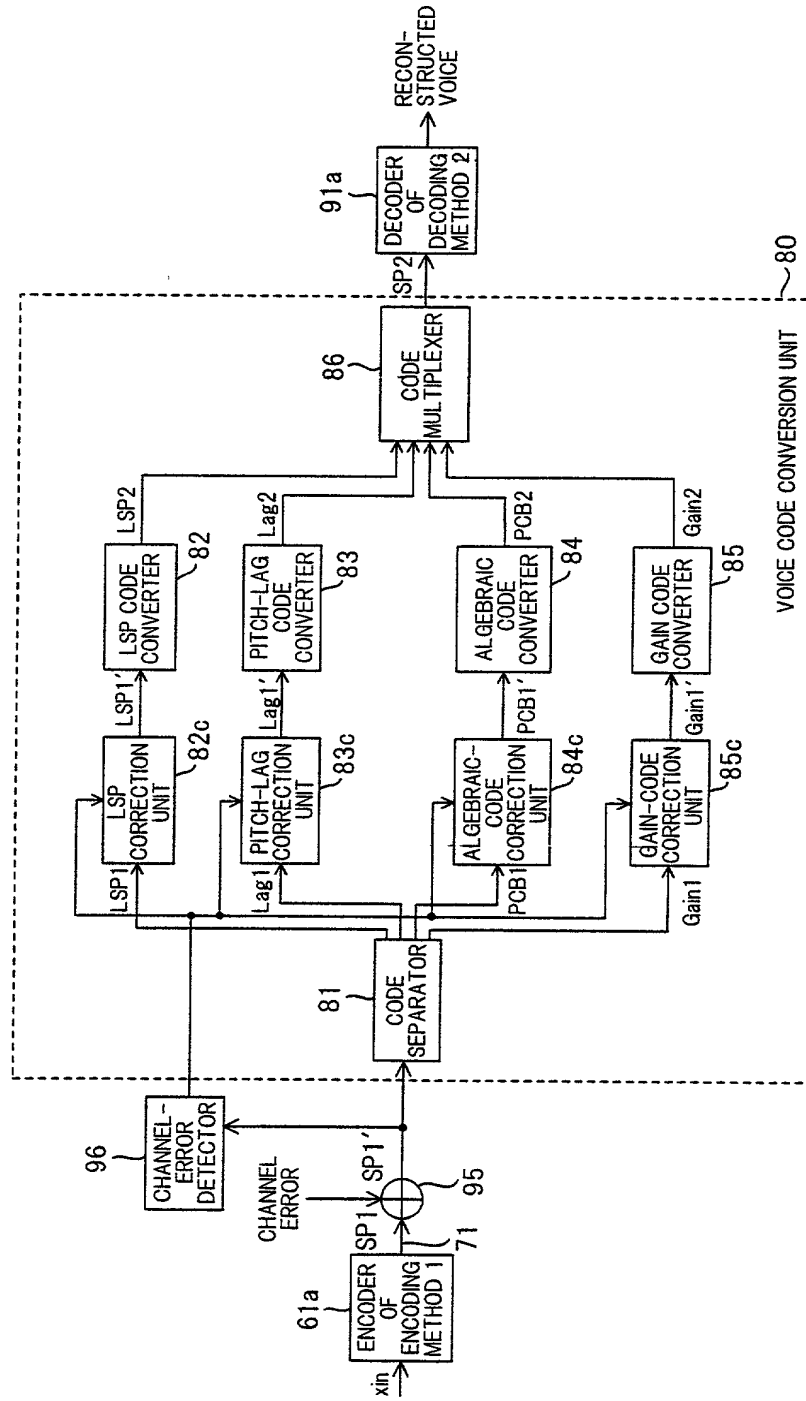 xin
61a
ENCODER
OF
ENCODING
METHOD 1
SP1
71
CHANNEL
ERROR
95
SP1'
96
CHANNEL-
ERROR
DETECTOR
81
CODE
SEPARATOR
LSP1
LSP
CORRECTION
UNIT
82c
LSP1'
LSP CODE
CONVERTER
82
LSP2
Lag1
PITCH-LAG
CORRECTION
UNIT
83c
Lag1'
PITCH-LAG
CODE
CONVERTER
83
Lag2
PCB1
ALGEBRAIC-
CODE
CORRECTION
UNIT
84c
PCB1'
ALGEBRAIC
CODE
CONVERTER
84
PCB2
Gain1
GAIN-CODE
CORRECTION
UNIT
85c
Gain1'
GAIN CODE
CONVERTER
85
Gain2
86
CODE
MULTIPLEXER
SP2
91a
DECODER
OF
DECODING
METHOD 2
RECON-
STRUCTED
VOICE
80
VOICE CODE CONVERSION UNIT